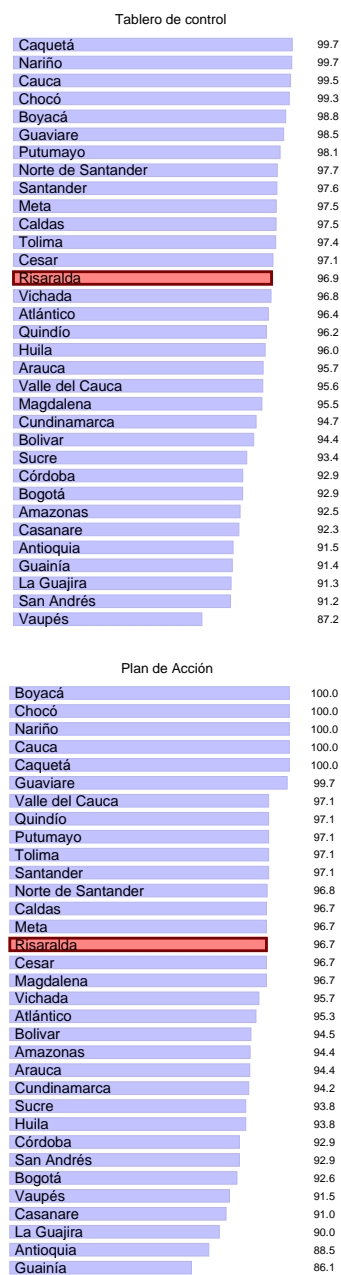 Tablero de control
Caquetá 99.7
Nariño 99.7
Cauca 99.5
Chocó 99.3
Boyacá 98.8
Guaviare 98.5
Putumayo 98.1
Norte de Santander 97.7
Santander 97.6
Meta 97.5
Caldas 97.5
Tolima 97.4
Cesar 97.1
Risaralda 96.9
Vichada 96.8
Atlántico 96.4
Quindío 96.2
Huila 96.0
Arauca 95.7
Valle del Cauca 95.6
Magdalena 95.5
Cundinamarca 94.7
Bolivar 94.4
Sucre 93.4
Córdoba 92.9
Bogotá 92.9
Amazonas 92.5
Casanare 92.3
Antioquia 91.5
Guainía 91.4
La Guajira 91.3
San Andrés 91.2
Vaupés 87.2
Plan de Acción
Boyacá 100.0
Chocó 100.0
Nariño 100.0
Cauca 100.0
Caquetá 100.0
Guaviare 99.7
Valle del Cauca 97.1
Quindío 97.1
Putumayo 97.1
Tolima 97.1
Santander 97.1
Norte de Santander 96.8
Caldas 96.7
Meta 96.7
Risaralda 96.7
Cesar 96.7
Magdalena 96.7
Vichada 95.7
Atlántico 95.3
Bolivar 94.5
Amazonas 94.4
Arauca 94.4
Cundinamarca 94.2
Sucre 93.8
Huila 93.8
Córdoba 92.9
San Andrés 92.9
Bogotá 92.6
Vaupés 91.5
Casanare 91.0
La Guajira 90.0
Antioquia 88.5
Guainía 86.1